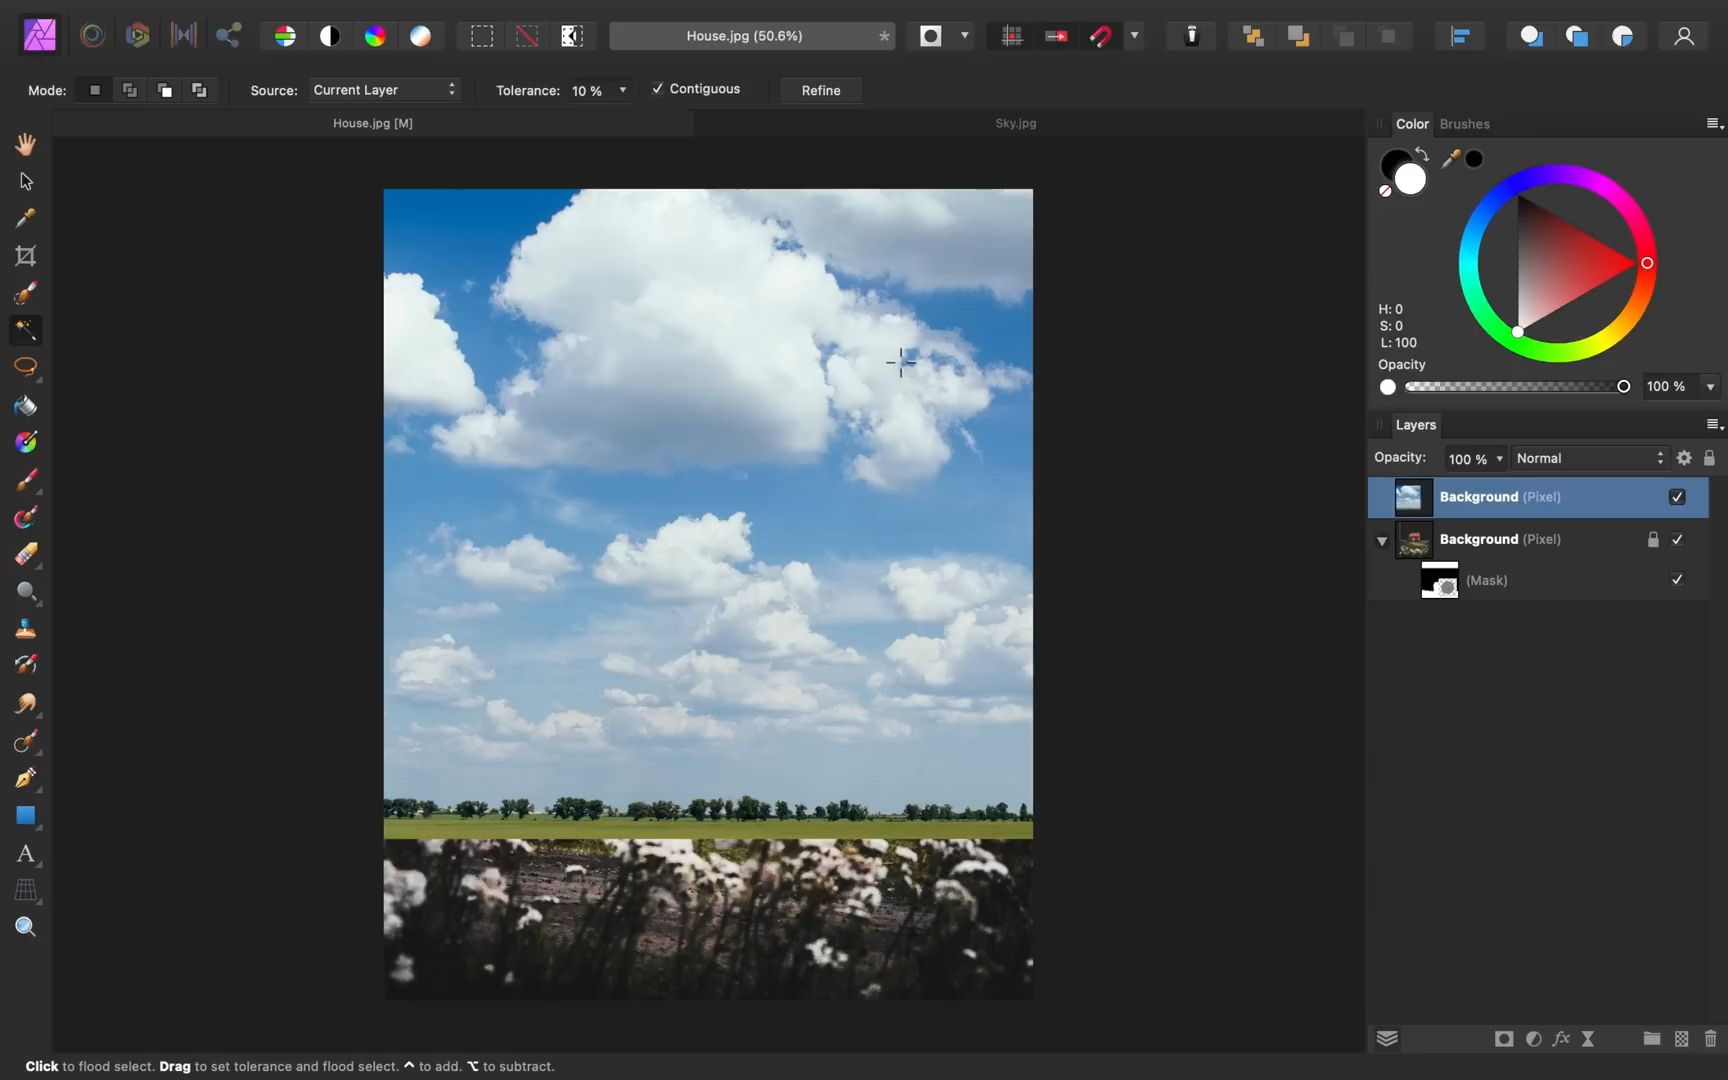 House.jpg (50.6%)
*
Mode:
Source:
Current Layer
Tolerance:
10 %
Contiguous
Refine
House.jpg [M]
Sky.jpg
Color
Brushes
H: 0
S: 0
L: 100
Opacity
100 %
Layers
Opacity:
100 %
Normal
Background (Pixel)
Background (Pixel)
(Mask)
A
fx
Click to flood select. Drag to set tolerance and flood select. ⌃ to add. ⌥ to subtract.